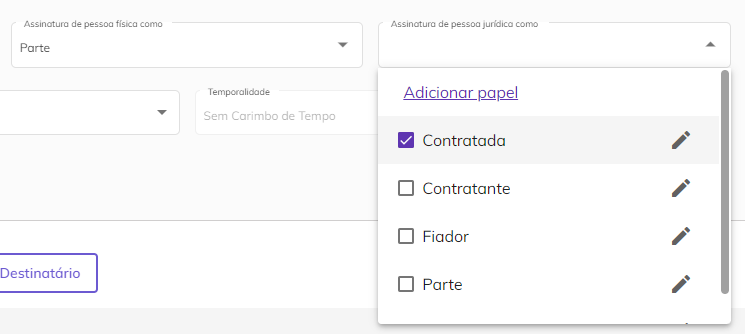 Assinatura de pessoa física como
Parte
Assinatura de pessoa jurídica como
Temporalidade
Sem Carimbo de Tempo
Adicionar papel
Contratada
Contratante
Fiador
Parte
Destinatário